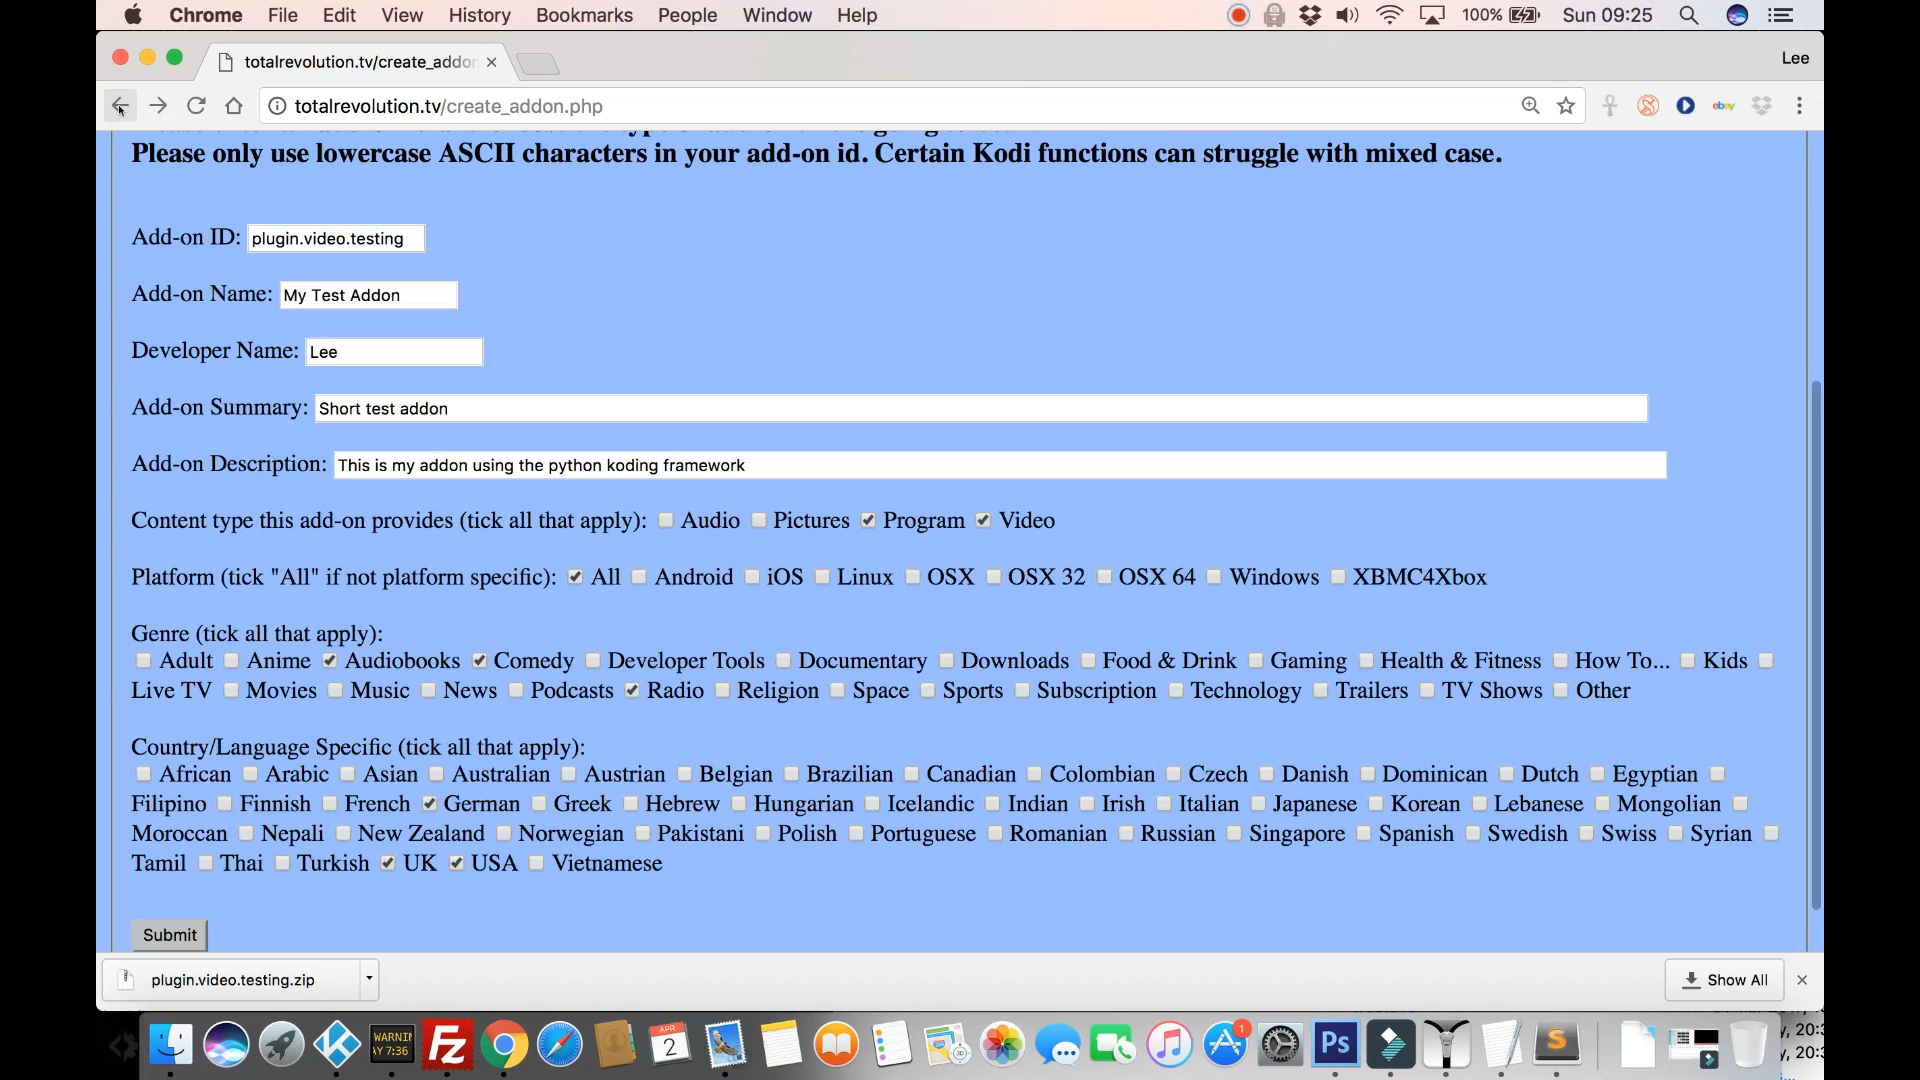 Chrome File Edit View History Bookmarks People Window Help 100% Sun 09:25
totalrevolution.tv/create_addo Lee
totalrevolution.tv/create_addon.php ebay
Please only use lowercase ASCII characters in your add-on id. Certain Kodi functions can struggle with mixed case.
Add-on ID: plugin.video.testing
Add-on Name: My Test Addon
Developer Name: Lee
Add-on Summary: Short test addon
Add-on Description: This is my addon using the python koding framework
Content type this add-on provides (tick all that apply): Audio Pictures Program Video
Platform (tick "All" if not platform specific): All Android iOS Linux OSX OSX 32 OSX 64 Windows XBMC4Xbox
Genre (tick all that apply):
Adult Anime Audiobooks Comedy Developer Tools Documentary Downloads Food & Drink Gaming Health & Fitness How To... Kids
Live TV Movies Music News Podcasts Radio Religion Space Sports Subscription Technology Trailers TV Shows Other
Country/Language Specific (tick all that apply):
African Arabic Asian Australian Austrian Belgian Brazilian Canadian Colombian Czech Danish Dominican Dutch Egyptian
Filipino Finnish French German Greek Hebrew Hungarian Icelandic Indian Irish Italian Japanese Korean Lebanese Mongolian
Moroccan Nepali New Zealand Norwegian Pakistani Polish Portuguese Romanian Russian Singapore Spanish Swedish Swiss Syrian
Tamil Thai Turkish UK USA Vietnamese
Submit
plugin.video.testing.zip Show All
WARNIN
AY 7:36
Fz
APR
2
1
Ps
S